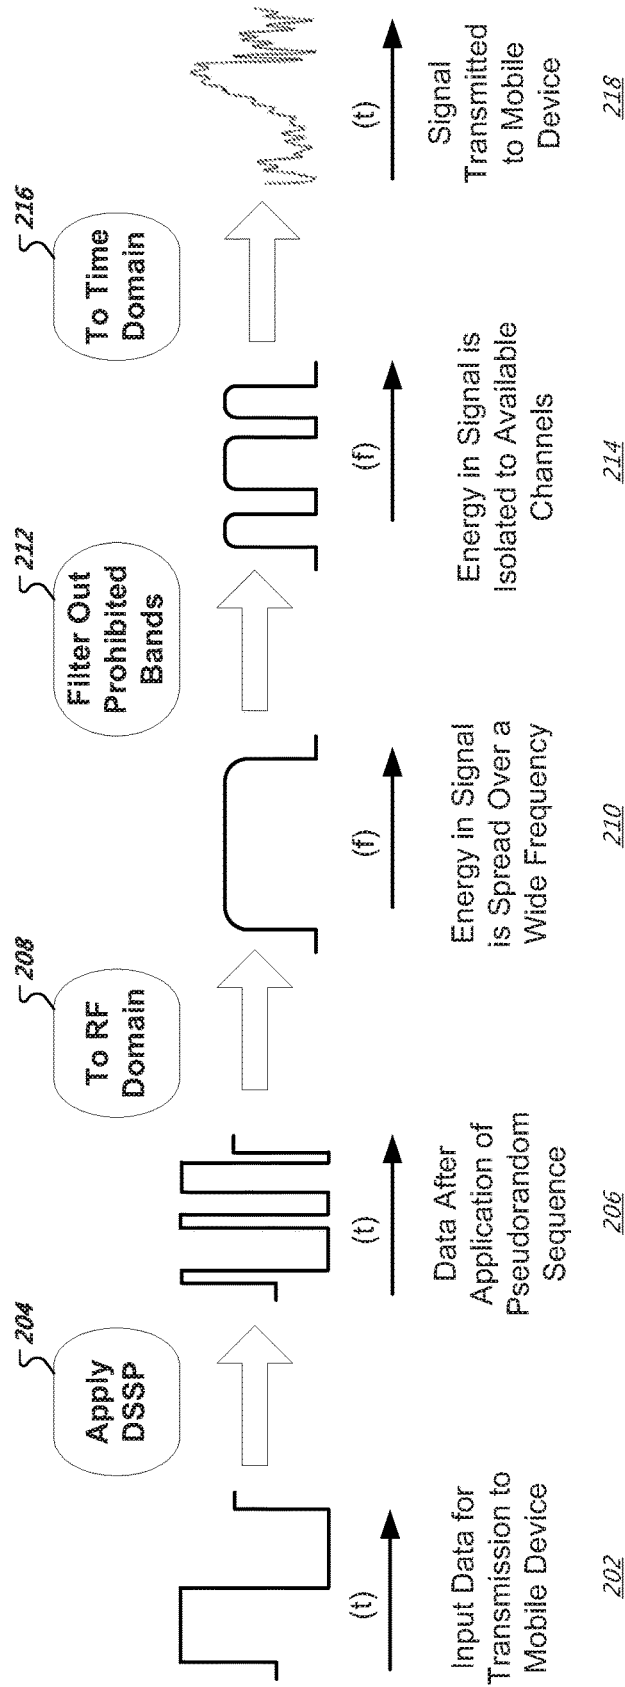 204
Apply
DSSP
208
To RF
Domain
212
Filter Out
Prohibited
Bands
216
To Time
Domain
(t)
(t)
(f)
(f)
(t)
Input Data for
Transmission to
Mobile Device
Data After
Application of
Pseudorandom
Sequence
Energy in Signal
is Spread Over a
Wide Frequency
Energy in Signal is
Isolated to Available
Channels
Signal
Transmitted
to Mobile
Device
202
206
210
214
218